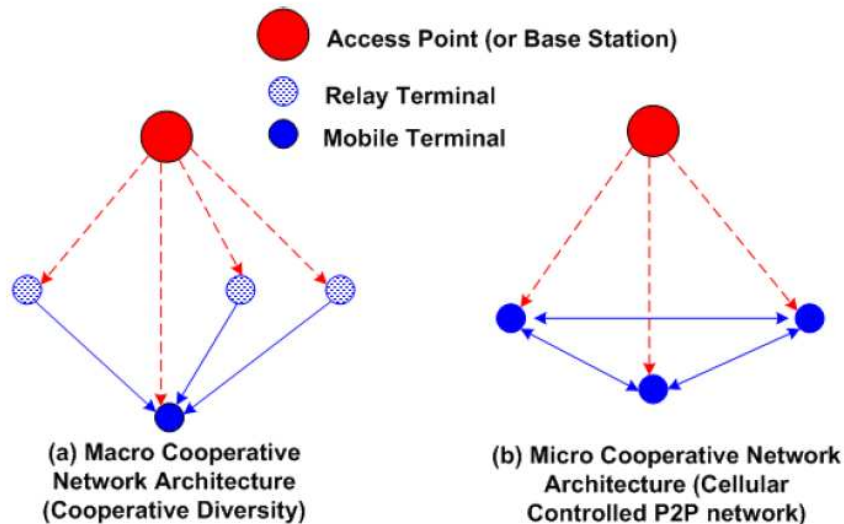 Access Point (or Base Station)
Relay Terminal
Mobile Terminal
(a) Macro Cooperative
Network Architecture
(Cooperative Diversity)
(b) Micro Cooperative Network
Architecture (Cellular
Controlled P2P network)